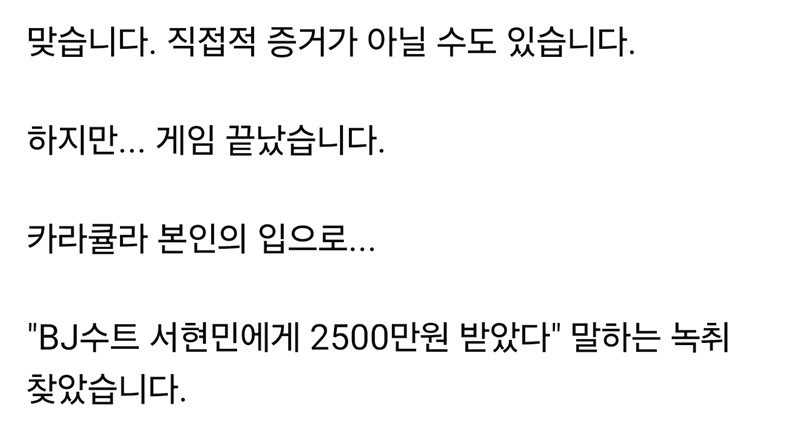 맞습니다. 직접적 증거가 아닐 수도 있습니다.
하지만... 게임 끝났습니다.
카라큘라 본인의 입으로...
"BJ수트 서현민에게 2500만원 받았다" 말하는 녹취
찾았습니다.